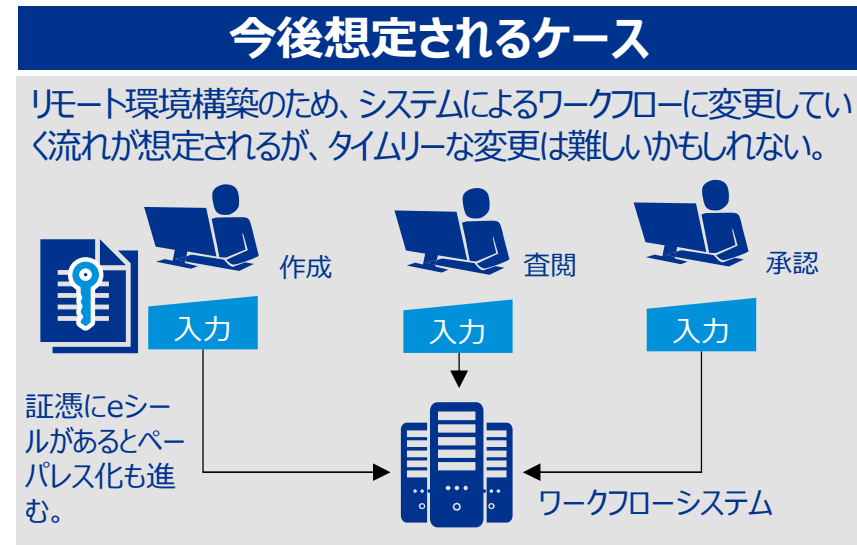 今後想定されるケース
リモート環境構築のため、システムによるワークフローに変更してい
く流れが想定されるが、タイムリーな変更は難しいかもしれない。
作成
査閲
承認
入力
入力
入力
証憑にeシー
ルがあるとペー
パレス化も進
む。
ワークフローシステム